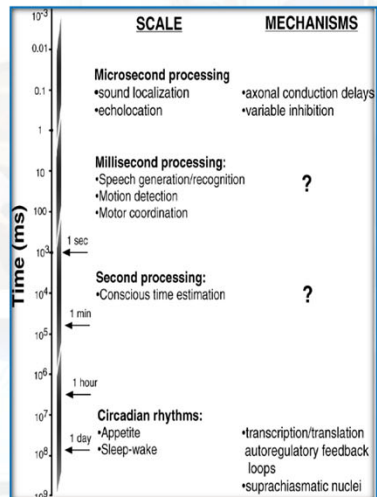 SCALE MECHANISMS
Time (ms)
10-3
0.01
0.1
1
10
100
103
104
105
106
107
108
109
1 sec
1 min
1 hour
1 day
Microsecond processing
•sound localization
•echolocation
•axonal conduction delays
•variable inhibition
Millisecond processing:
•Speech generation/recognition
•Motion detection
•Motor coordination
?
Second processing:
•Conscious time estimation
?
Circadian rhythms:
•Appetite
•Sleep-wake
•transcription/translation
autoregulatory feedback
loops
•suprachiasmatic nuclei